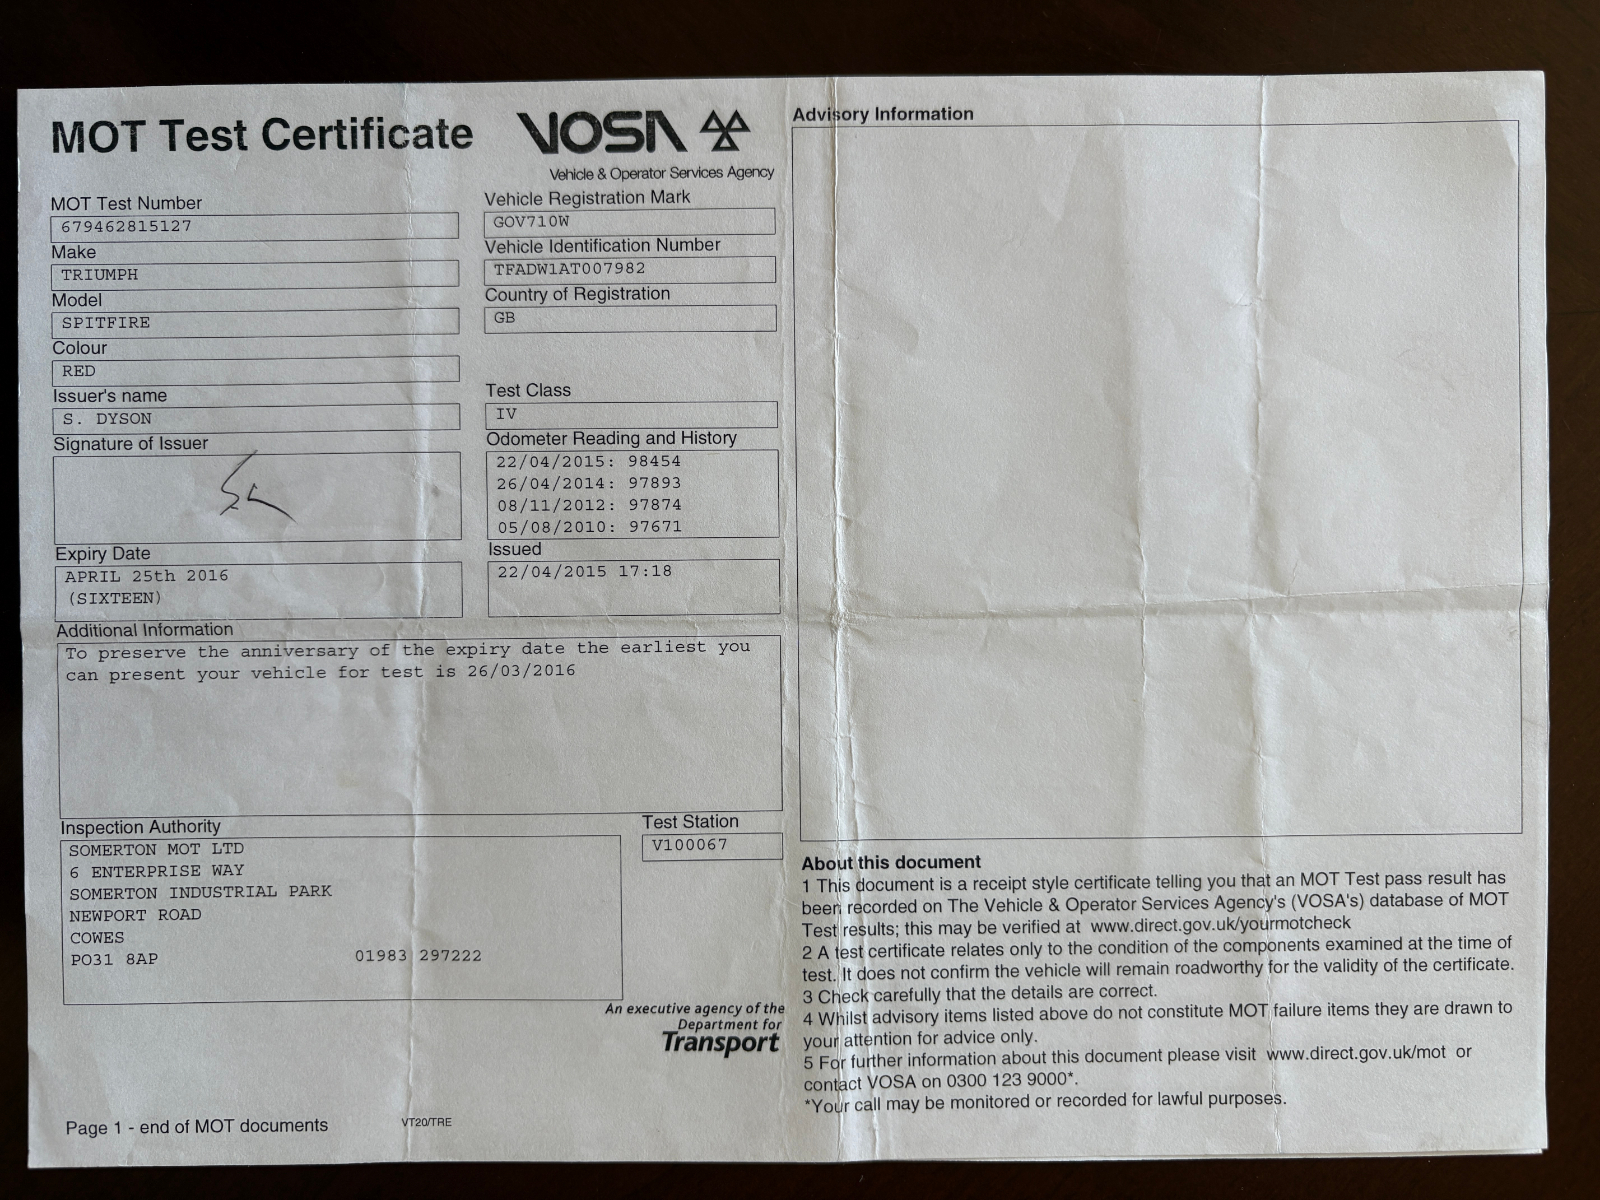 MOT Test Certificate
VOSA
Vehicle & Operator Services Agency
MOT Test Number
679462815127
Make
TRIUMPH
Model
SPITFIRE
Colour
RED
Issuer's name
S. DYSON
Signature of Issuer
Expiry Date
APRIL 25th 2016
(SIXTEEN)
Vehicle Registration Mark
GOV710W
Vehicle Identification Number
TFADW1AT007982
Country of Registration
GB
Test Class
IV
Odometer Reading and History
22/04/2015: 98454
26/04/2014: 97893
08/11/2012: 97874
05/08/2010: 97671
Issued
22/04/2015 17:18
Additional Information
To preserve the anniversary of the expiry date the earliest you
can present your vehicle for test is 26/03/2016
Inspection Authority
SOMERTON MOT LTD
6 ENTERPRISE WAY
SOMERTON INDUSTRIAL PARK
NEWPORT ROAD
COWES
PO31 8AP 01983 297222
Test Station
V100067
An executive agency of the
Department for
Transport
Page 1 - end of MOT documents
VT20/TRE
Advisory Information
About this document
1 This document is a receipt style certificate telling you that an MOT Test pass result has
been recorded on The Vehicle & Operator Services Agency's (VOSA's) database of MOT
Test results; this may be verified at www.direct.gov.uk/yourmotcheck
2 A test certificate relates only to the condition of the components examined at the time of
test. It does not confirm the vehicle will remain roadworthy for the validity of the certificate.
3 Check carefully that the details are correct.
4 Whilst advisory items listed above do not constitute MOT failure items they are drawn to
your attention for advice only.
5 For further information about this document please visit www.direct.gov.uk/mot or
contact VOSA on 0300 123 9000*.
*Your call may be monitored or recorded for lawful purposes.